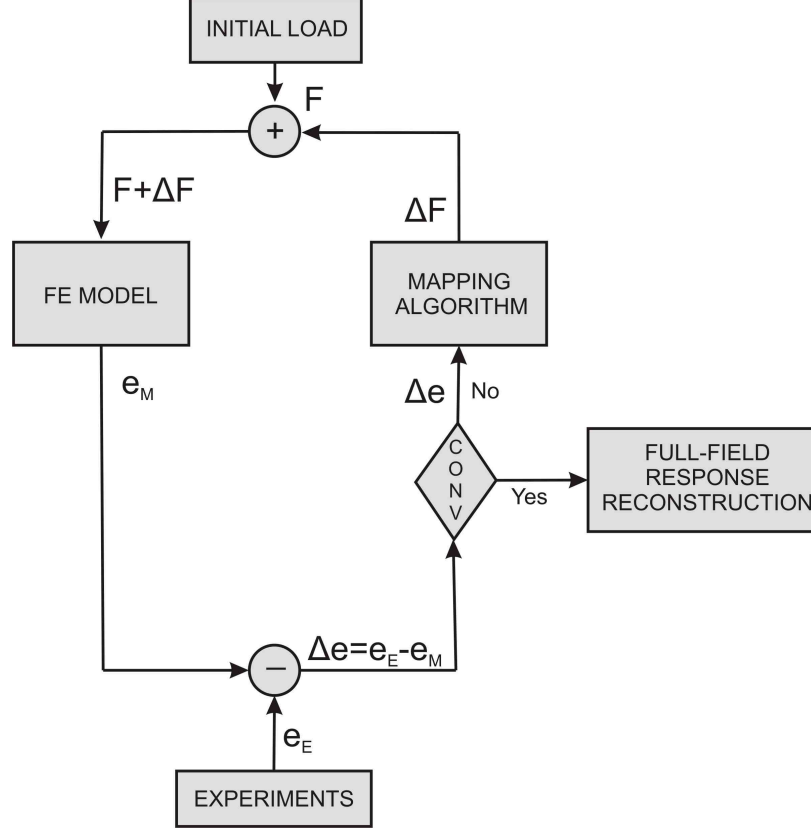 INITIAL LOAD
F
+
F+ΔF
ΔF
FE MODEL
MAPPING
ALGORITHM
e_M
Δe
No
C
O
N
V
Yes
FULL-FIELD
RESPONSE
RECONSTRUCTION
Δe=e_E-e_M
−
e_E
EXPERIMENTS